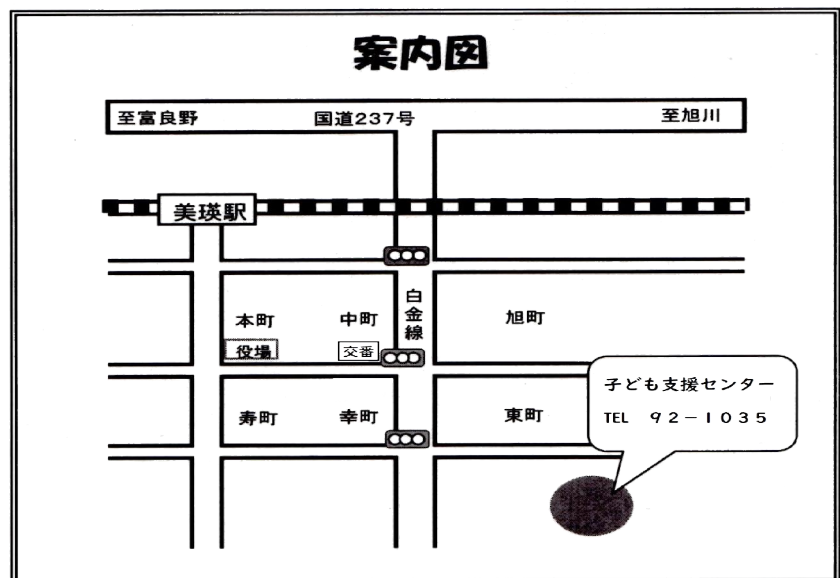 案内図
至富良野 国道237号 至旭川
美瑛駅
白金線
本町 中町 旭町
役場 交番
子ども支援センター
TEL 92-1035
寿町 幸町 東町